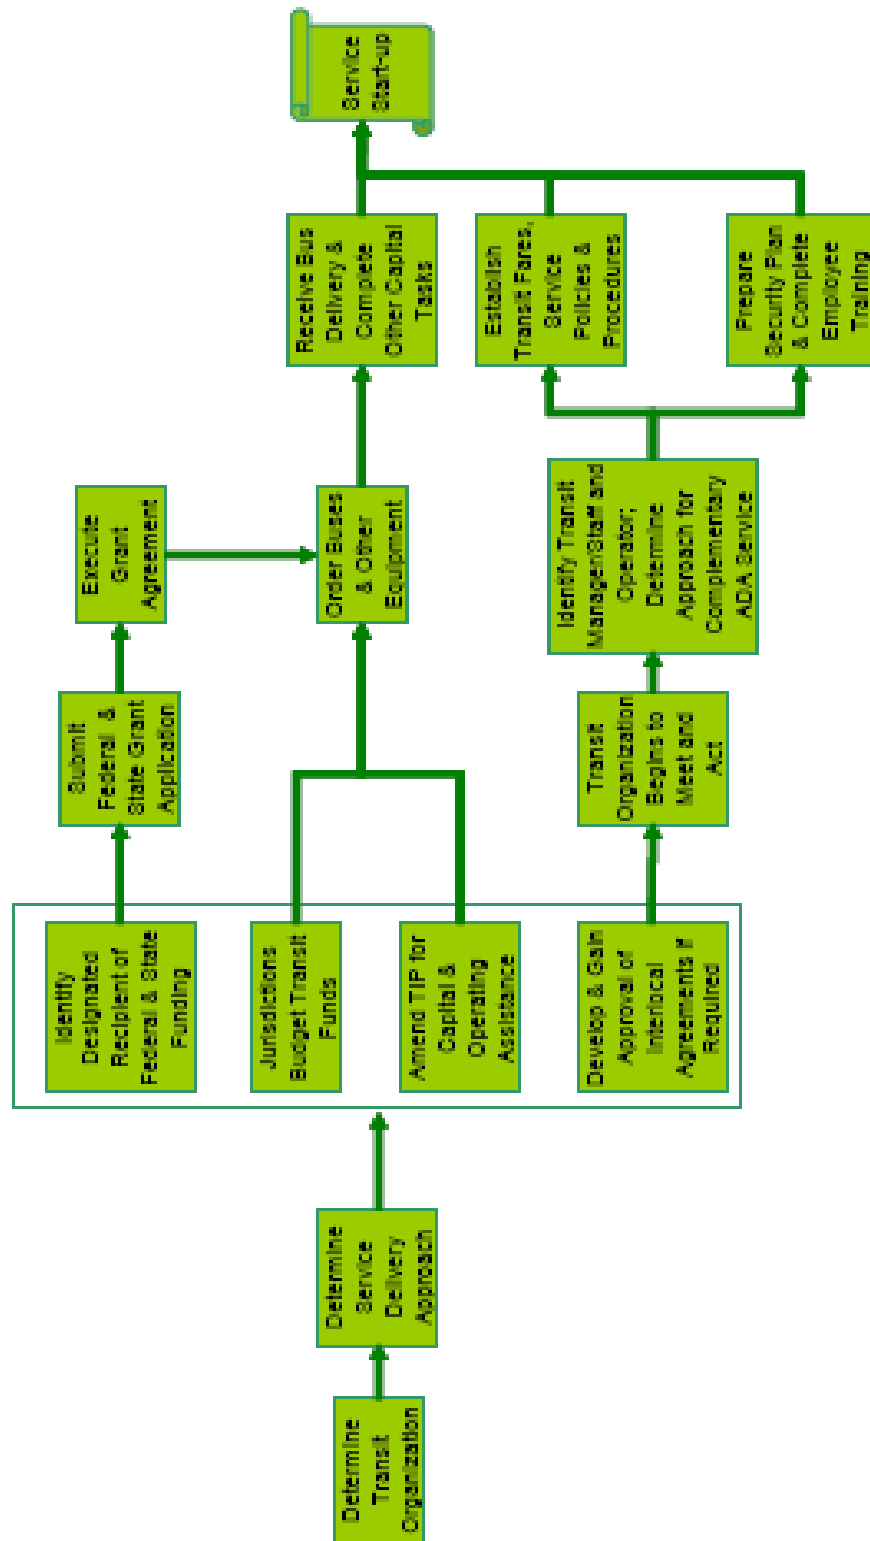 Determine
Transit
Organization
Determine
Service
Delivery
Approach
Identify
Designated
Recipient of
Federal & State
Funding
Jurisdictions
Budget Transit
Funds
Amend TIP for
Capital &
Operating
Assistance
Develop & Gain
Approval of
Interlocal
Agreements if
Required
Submit
Federal &
State Grant
Application
Transit
Organization
Begins to
Meet and
Act
Execute
Grant
Agreement
Order Buses
& Other
Equipment
Identify Transit
Manager/Staff and
Operator;
Determine
Approach for
Complementary
ADA Service
Receive Bus
Delivery &
Complete
Other Capital
Tasks
Establish
Transit Fares,
Service
Policies &
Procedures
Prepare
Security Plan
& Complete
Employee
Training
Service
Start-up